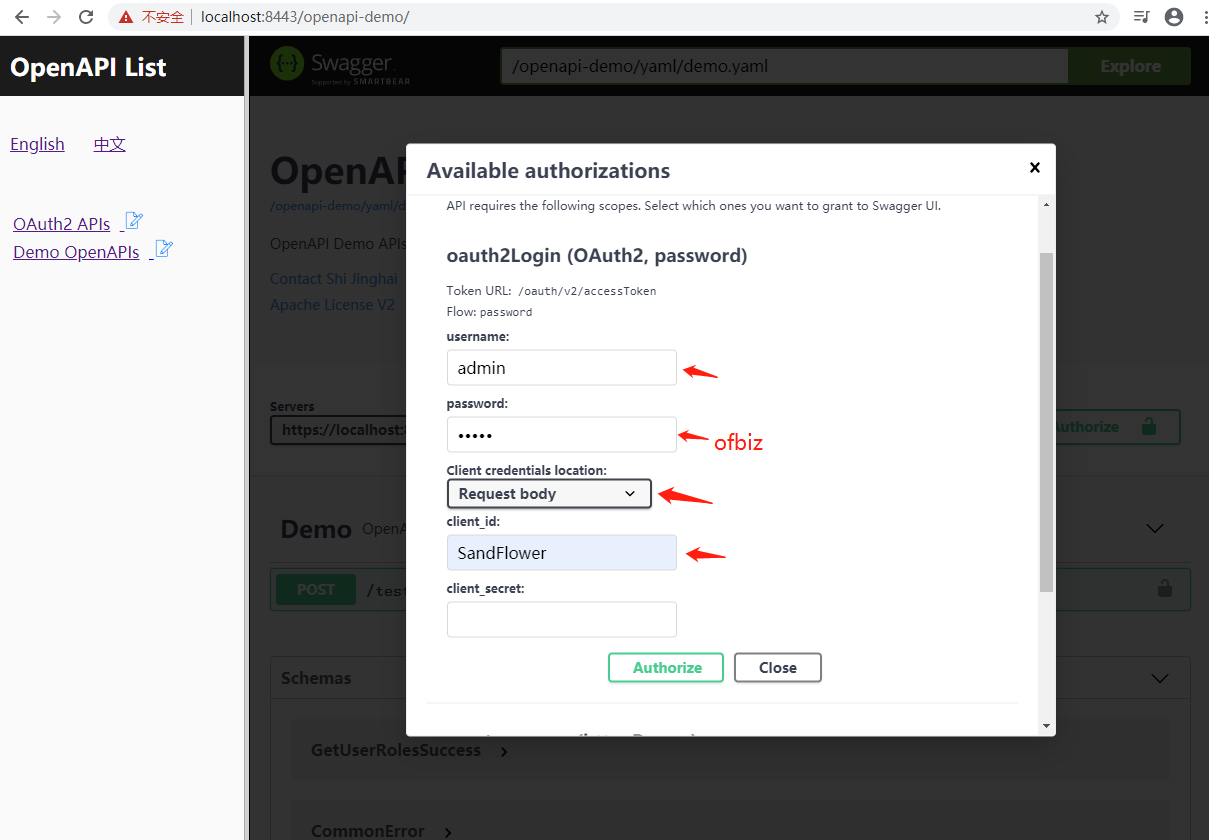 不安全 | localhost:8443/openapi-demo/
OpenAPI List
English 中文
OAuth2 APIs
Demo OpenAPIs
Swagger
Supported by SMARTBEAR
/openapi-demo/yaml/demo.yaml
Explore
OpenAP
/openapi-demo/yaml/d
OpenAPI Demo APIs
Contact Shi Jinghai
Apache License V2
Servers
https://localhost:
Authorize
Demo OpenA
POST /test
Schemas
GetUserRolesSuccess
CommonError
Available authorizations
API requires the following scopes. Select which ones you want to grant to Swagger UI.
oauth2Login (OAuth2, password)
Token URL: /oauth/v2/accessToken
Flow: password
username:
admin
password:
•••••
ofbiz
Client credentials location:
Request body
client_id:
SandFlower
client_secret:
Authorize Close